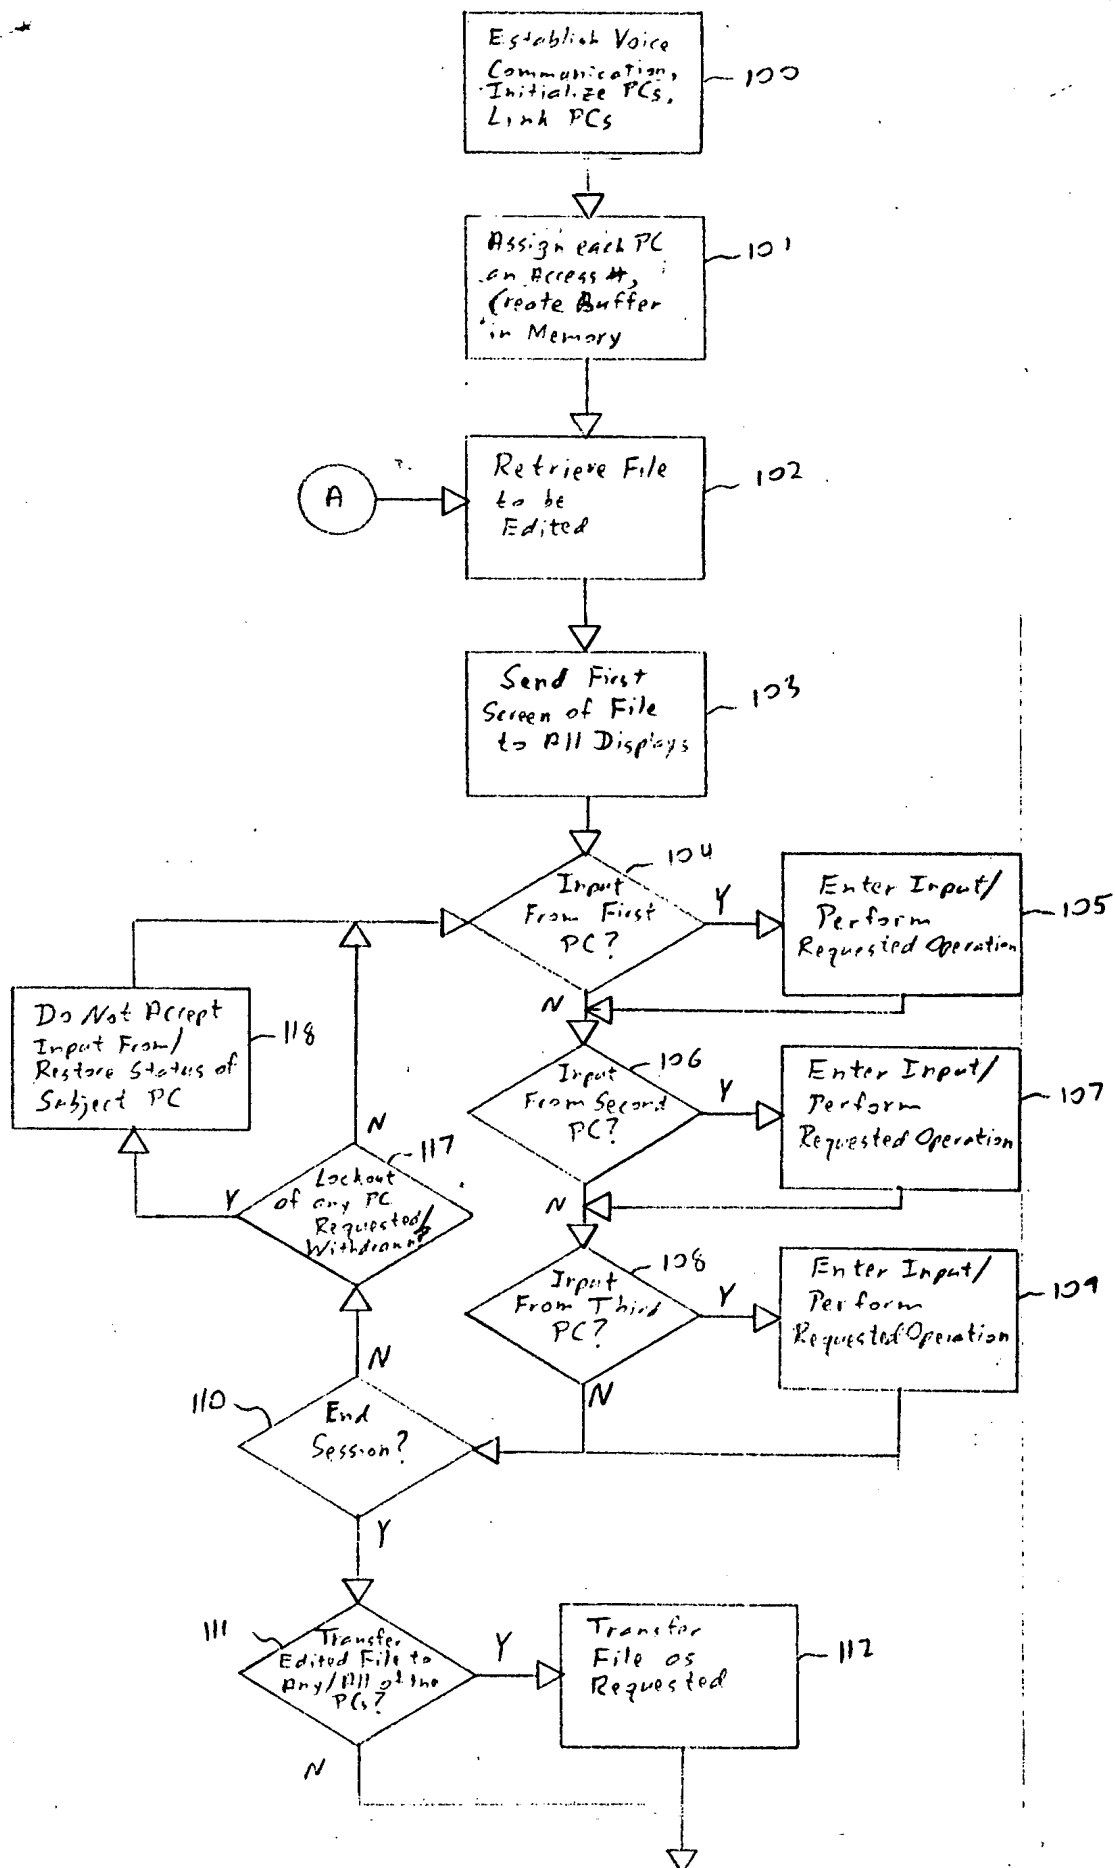 Establish Voice
Communication,
Initialize PCs,
Link PCs
100
Assign each PC
an Access #,
Create Buffer
in Memory
101
A
Retrieve File
to be
Edited
102
Send First
Screen of File
to All Displays
103
Input
From First
PC?
104
Y
N
Enter Input/
Perform
Requested Operation
105
Do Not Accept
Input From/
Restore Status of
Subject PC
118
Input
From Second
PC?
106
Y
N
Enter Input/
Perform
Requested Operation
107
N
Lockout
of any PC
Requested/
Withdrawn?
117
Y
Input
From Third
PC?
108
Y
N
Enter Input/
Perform
Requested Operation
109
N
110
End
Session?
Y
111
Transfer
Edited File to
Any/All of the
PCs?
Y
N
Transfer
File as
Requested
112